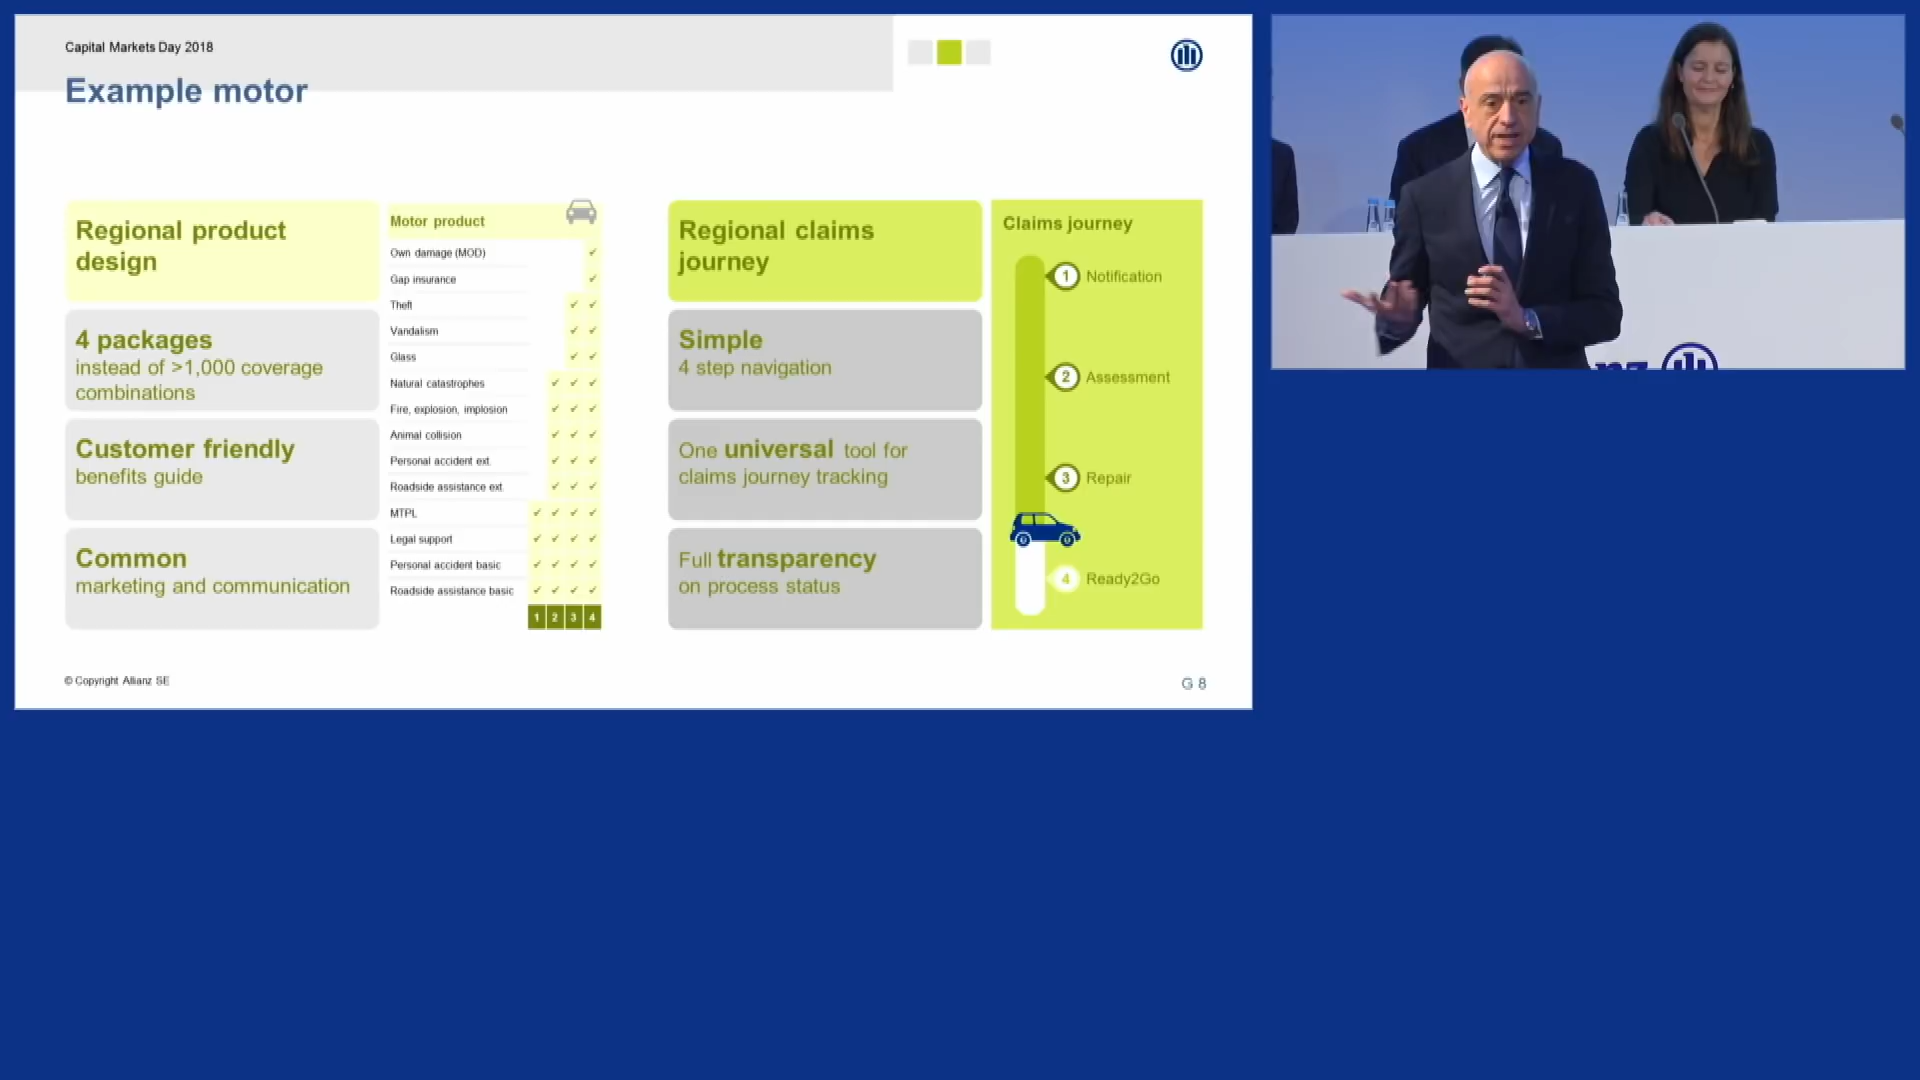 Capital Markets Day 2018
Example motor
Regional product
design
4 packages
instead of >1,000 coverage
combinations
Customer friendly
benefits guide
Common
marketing and communication
Motor product
Own damage (MOD)
Gap insurance
Theft
Vandalism
Glass
Natural catastrophes
Fire, explosion, implosion
Animal collision
Personal accident ext.
Roadside assistance ext.
MTPL
Legal support
Personal accident basic
Roadside assistance basic
1 2 3 4
Regional claims
journey
Simple
4 step navigation
One universal tool for
claims journey tracking
Full transparency
on process status
Claims journey
1 Notification
2 Assessment
3 Repair
4 Ready2Go
© Copyright Allianz SE
G 8